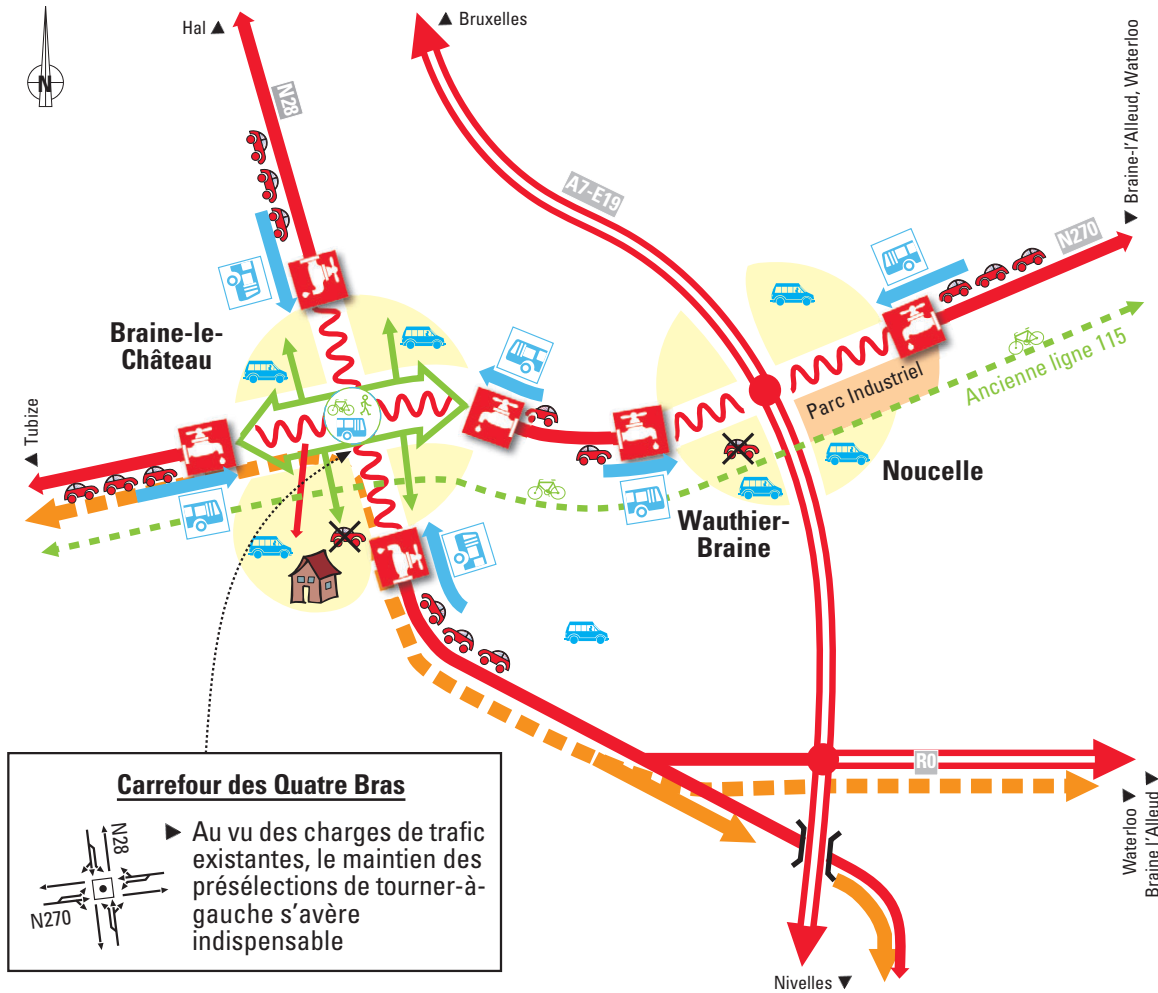 Hal ▲
▲ Bruxelles
N
N28
A7-E19
▼ Braine-l'Alleud, Waterloo
N270
Braine-le-
Château
Parc Industriel
Ancienne ligne 115
▲ Tubize
Noucelle
Wauthier-
Braine
R0
Waterloo ▼
Braine l'Alleud ▼
Carrefour des Quatre Bras
N28
N270
► Au vu des charges de trafic
existantes, le maintien des
présélections de tourner-à-
gauche s'avère
indispensable
Nivelles ▼